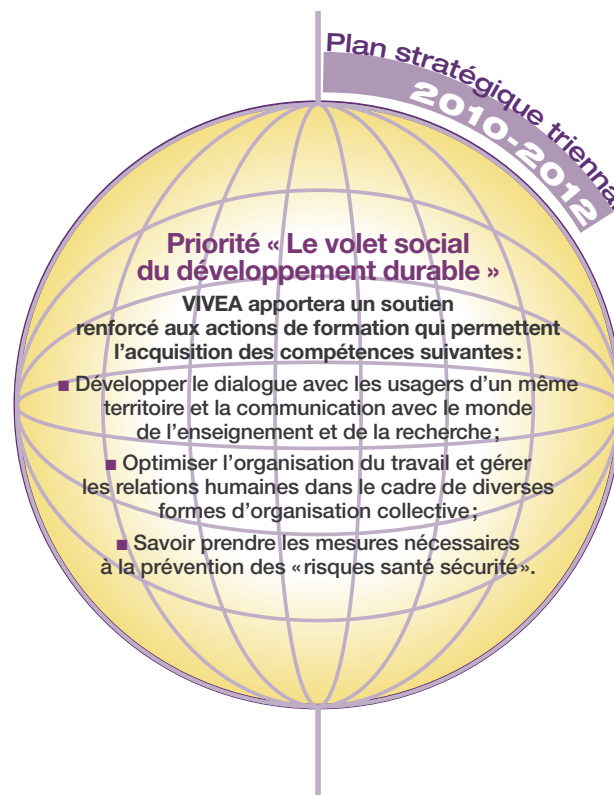 Plan stratégique triennal
2010-2012
Priorité « Le volet social
du développement durable »
VIVEA apportera un soutien
renforcé aux actions de formation qui permettent
l’acquisition des compétences suivantes :
■ Développer le dialogue avec les usagers d’un même
territoire et la communication avec le monde
de l’enseignement et de la recherche ;
■ Optimiser l’organisation du travail et gérer
les relations humaines dans le cadre de diverses
formes d’organisation collective ;
■ Savoir prendre les mesures nécessaires
à la prévention des « risques santé sécurité ».